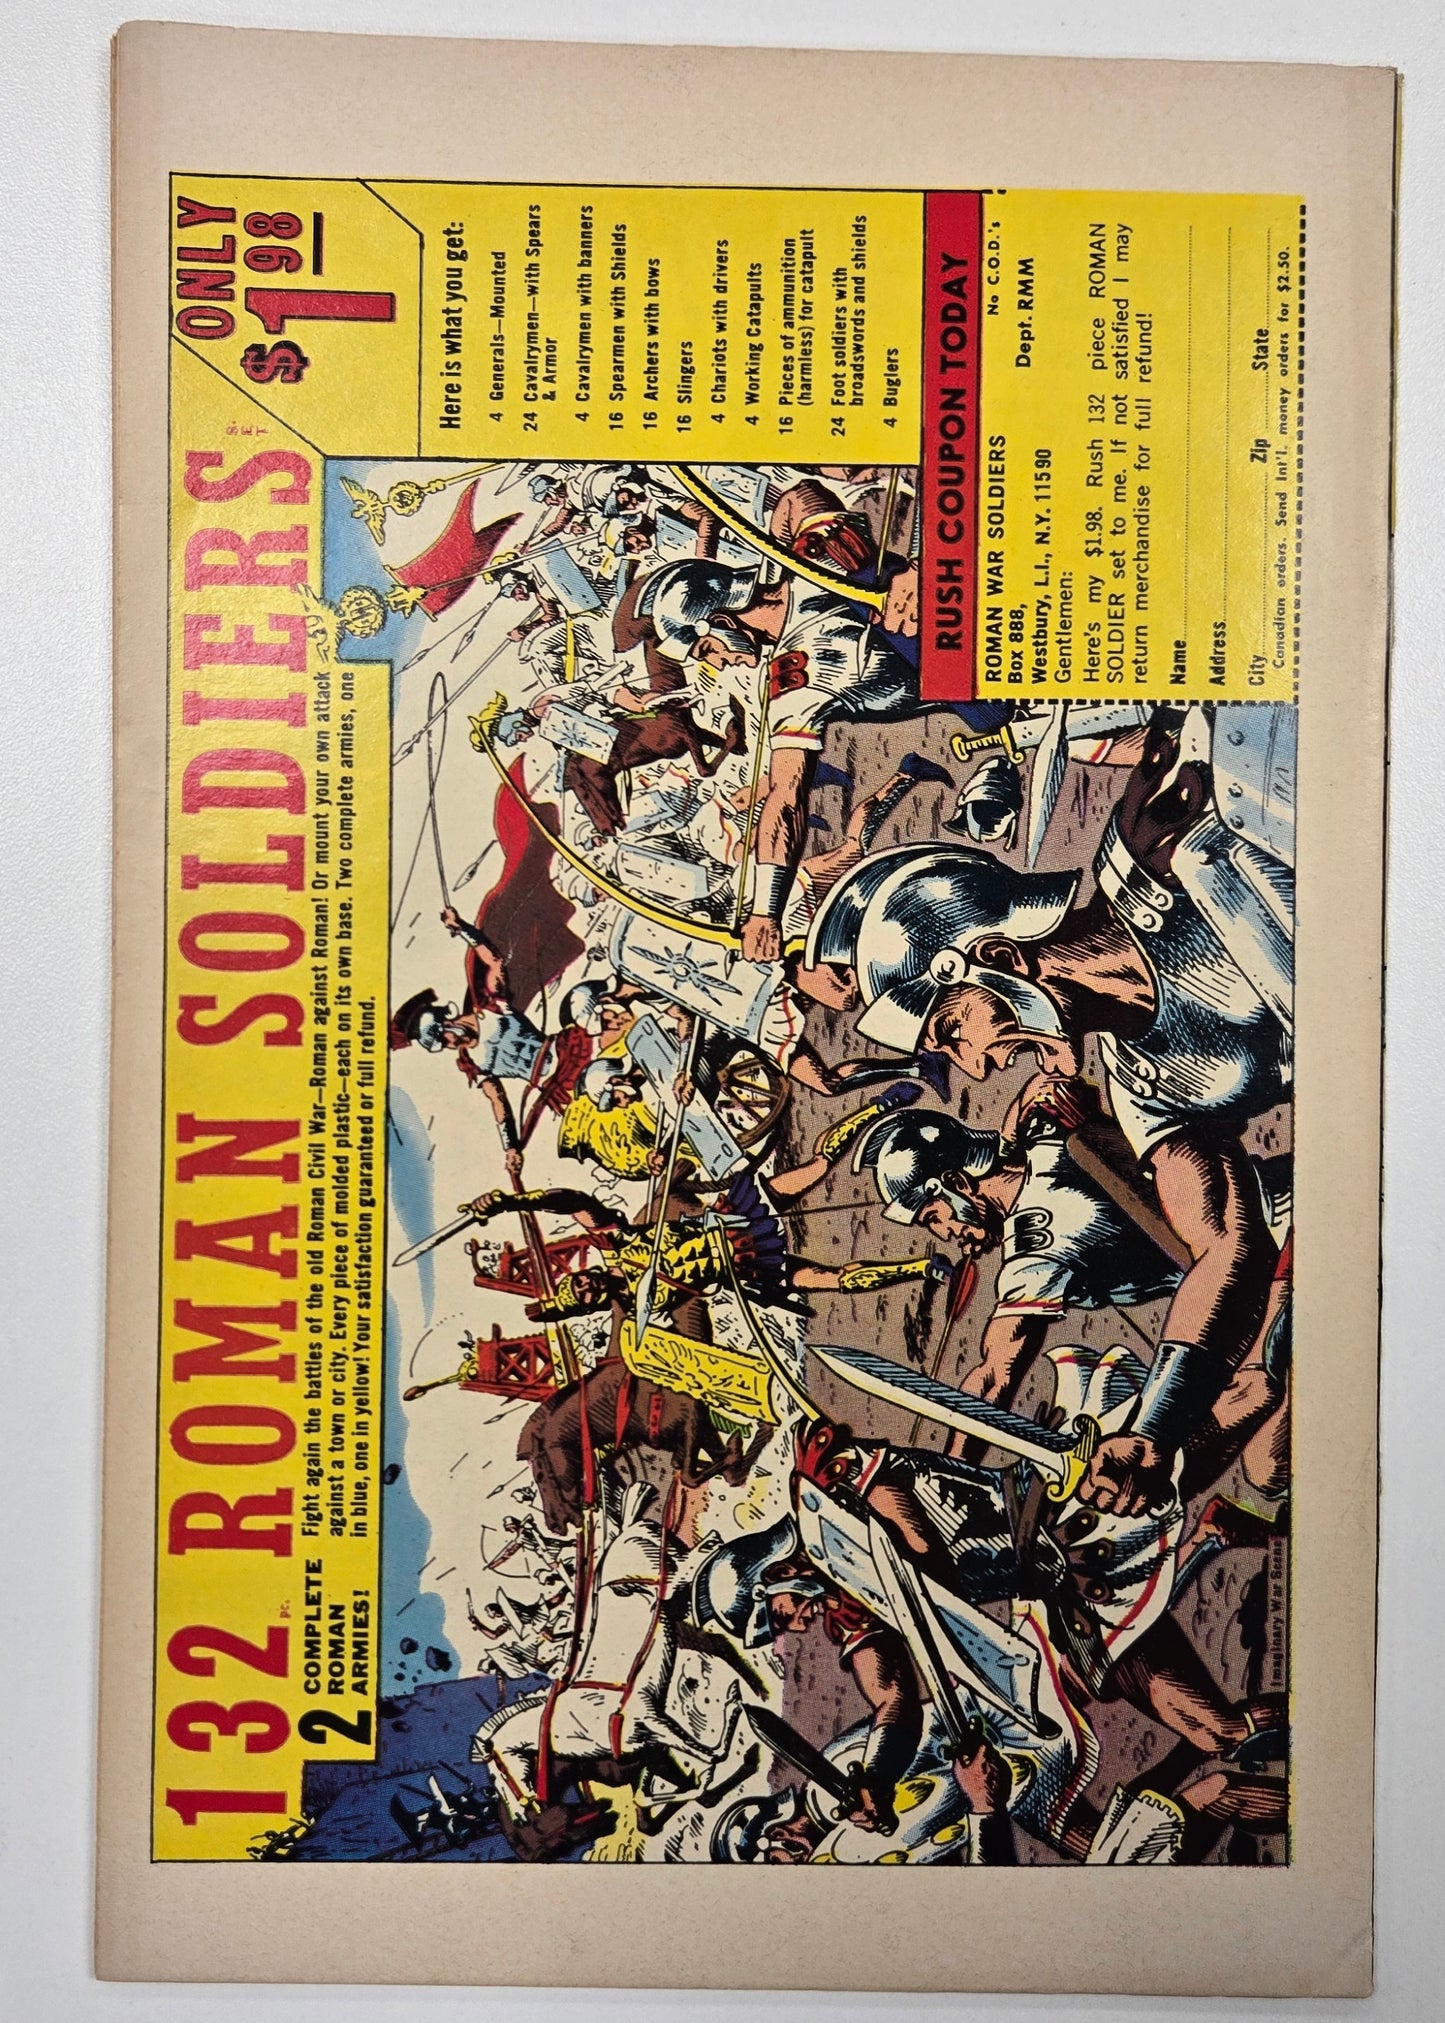 132 PC. ROMAN SOLDIERS SET
ONLY
$1.98
2 COMPLETE
ROMAN
ARMIES!
Fight again the battles of the old Roman Civil War—Roman against Roman! Or mount your own attack
against a town or city. Every piece of molded plastic—each on its own base. Two complete armies, one
in blue, one in yellow! Your satisfaction guaranteed or full refund.
Here is what you get:
4 Generals—Mounted
24 Cavalrymen—with Spears
& Armor
4 Cavalrymen with banners
16 Spearmen with Shields
16 Archers with bows
16 Slingers
4 Chariots with drivers
4 Working Catapults
16 Pieces of ammunition
(harmless) for catapult
24 Foot soldiers with
broadswords and shields
4 Buglers
RUSH COUPON TODAY
No C.O.D.'s
ROMAN WAR SOLDIERS
Box 888, Dept. RMM
Westbury, L.I., N.Y. 11590
Gentlemen:
Here's my $1.98. Rush 132 piece ROMAN
SOLDIER set to me. If not satisfied I may
return merchandise for full refund!
Name
Address
City Zip State
Canadian orders. Send Int'l. money orders for $2.50.
Imaginary War Scene